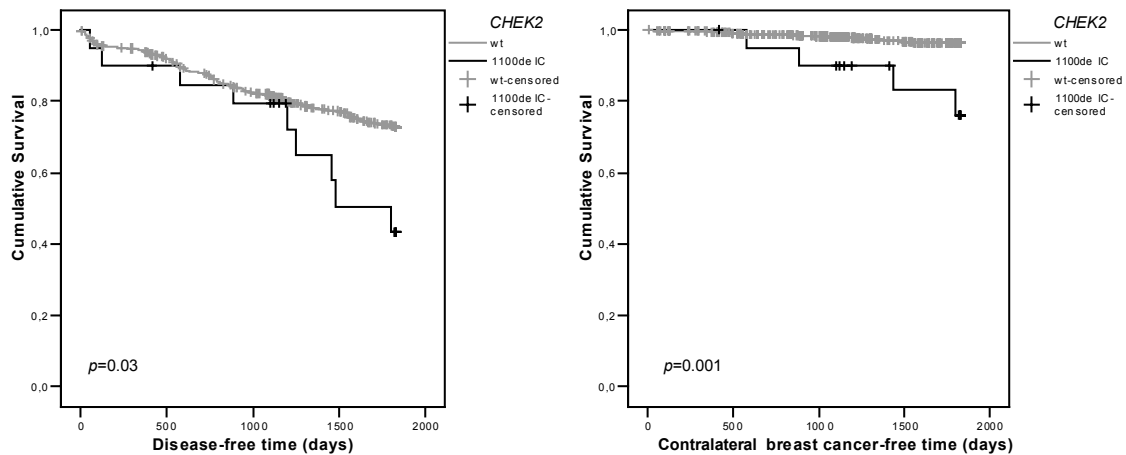 CHEK2
wt
1100de lC
wt-censored
1100de lC-
censored
1,0
0,8
0,6
0,4
0,2
0,0
Cumulative Survival
p=0.03
0 500 1000 1500 2000
Disease-free time (days)
CHEK2
wt
1100de lC
wt-censored
1100de lC-
censored
1,0
0,8
0,6
0,4
0,2
0,0
Cumulative Survival
p=0.001
0 500 100 0 1500 2000
Contralateral breast cancer-free time (days)